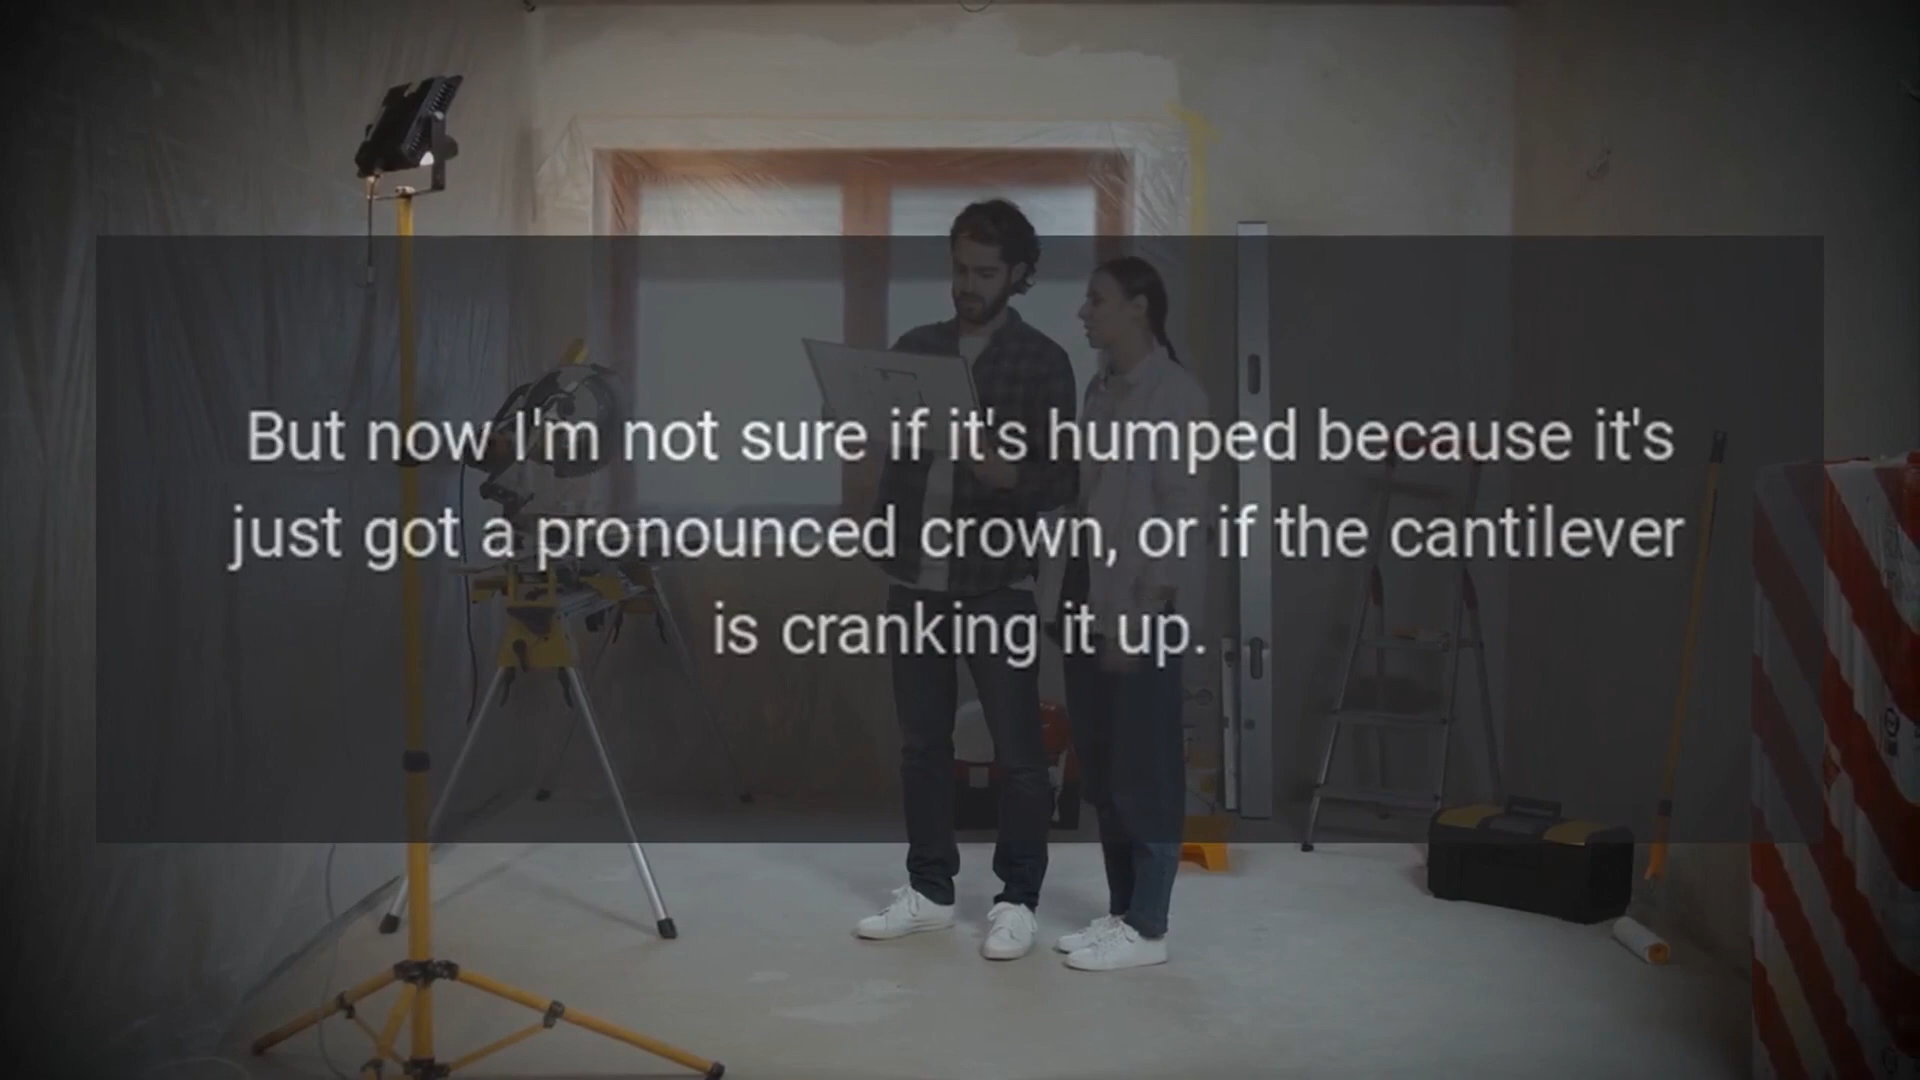 But now I'm not sure if it's humped because it's
just got a pronounced crown, or if the cantilever
is cranking it up.